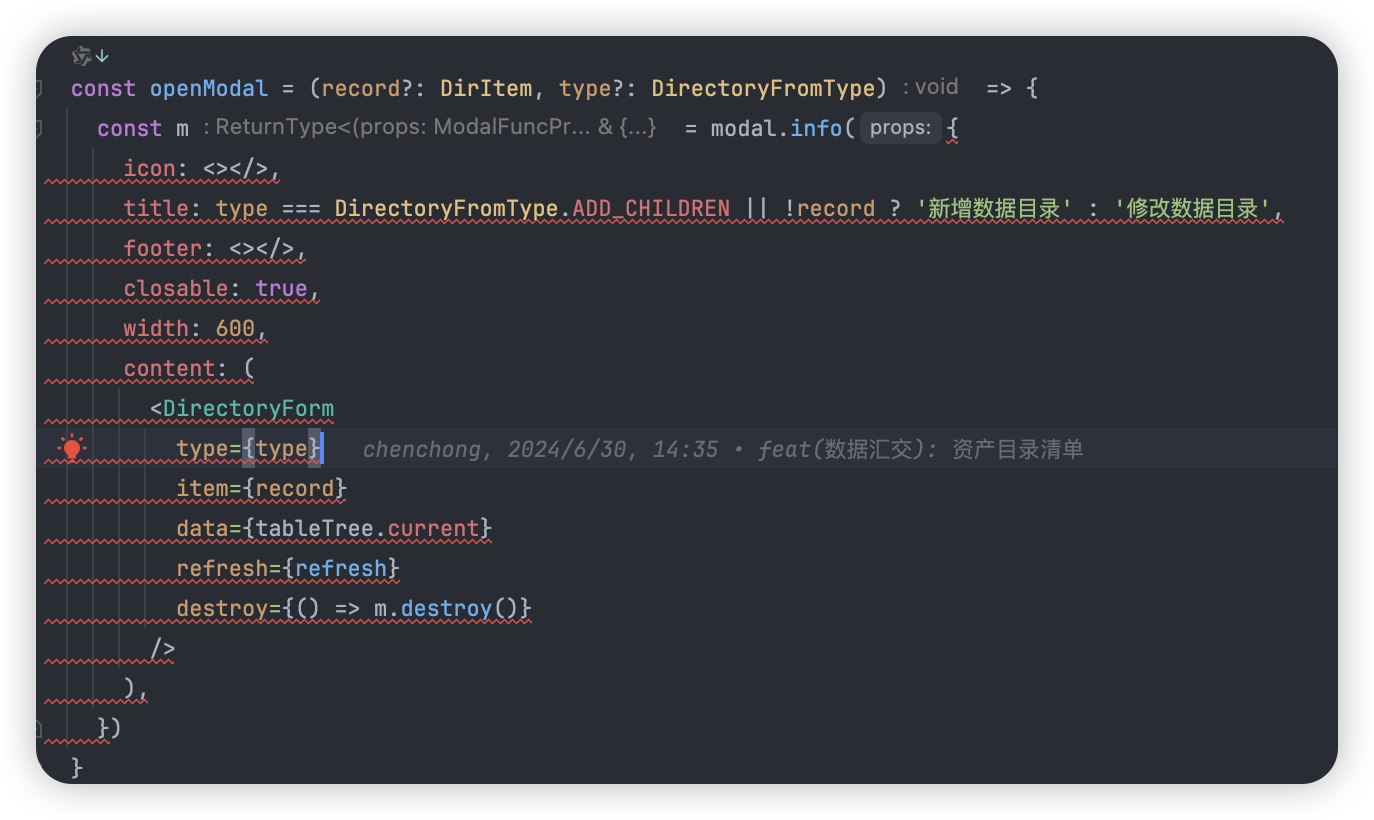 const openModal = (record?: DirItem, type?: DirectoryFromType) : void => {
const m : ReturnType<(props: ModalFuncPr... & {...}> = modal.info( props: {
icon: <></>,
title: type === DirectoryFromType.ADD_CHILDREN || !record ? '新增数据目录' : '修改数据目录',
footer: <></>,
closable: true,
width: 600,
content: (
<DirectoryForm
type={type} chenchong, 2024/6/30, 14:35 • feat(数据汇交): 资产目录清单
item={record}
data={tableTree.current}
refresh={refresh}
destroy={() => m.destroy()}
/>
),
})
}